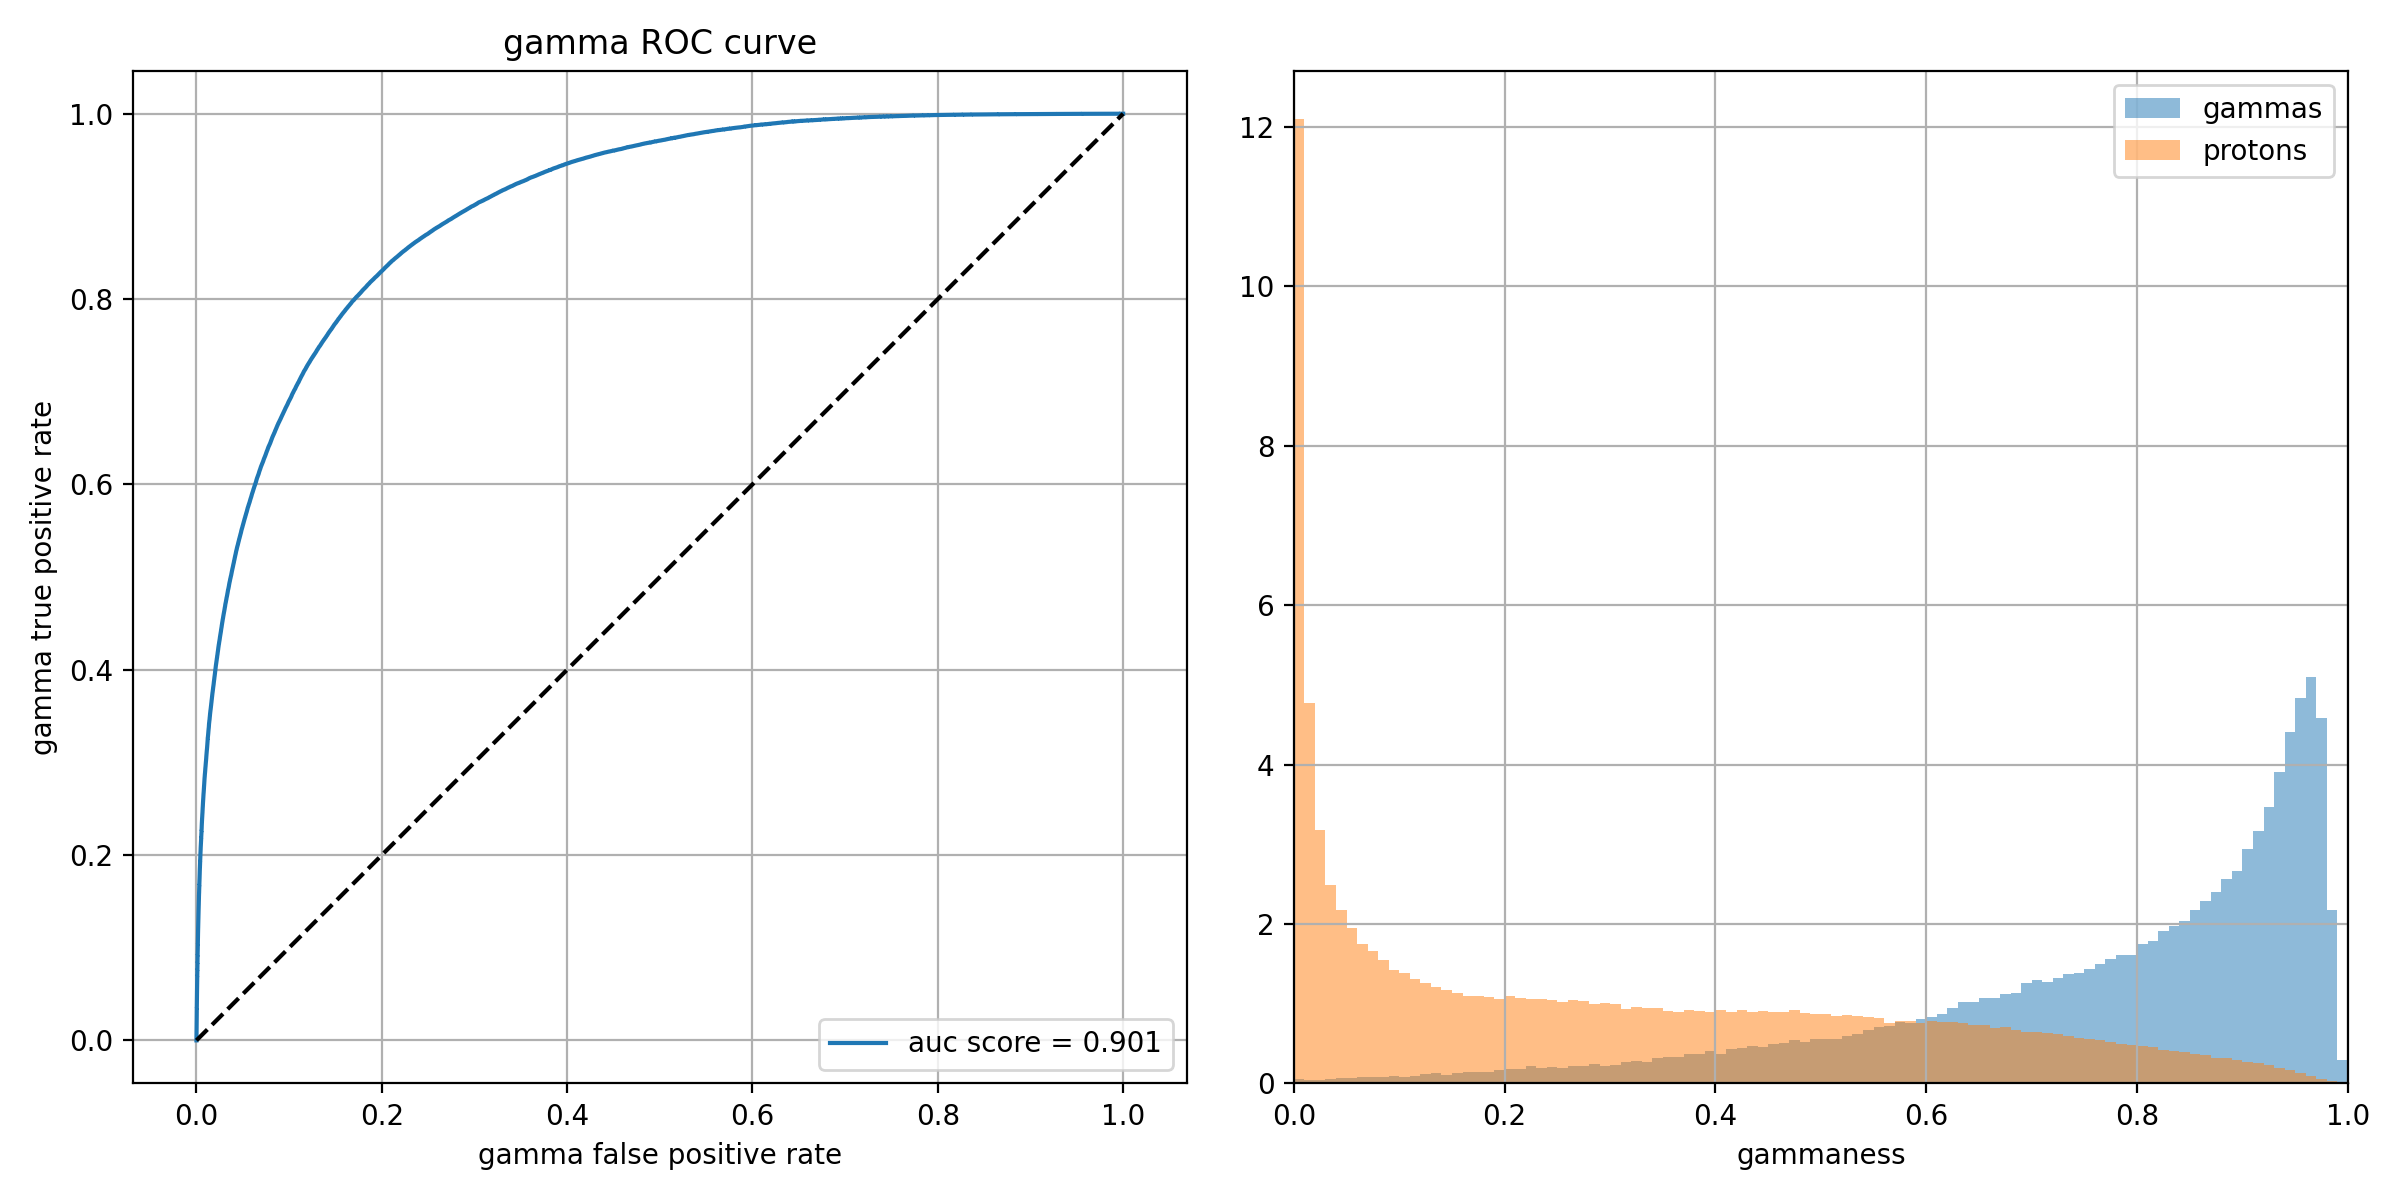 gamma ROC curve
gamma true positive rate
1.0
0.8
0.6
0.4
0.2
0.0
0.0 0.2 0.4 0.6 0.8 1.0
gamma false positive rate
auc score = 0.901
12
10
8
6
4
2
0
0.0 0.2 0.4 0.6 0.8 1.0
gammaness
gammas
protons